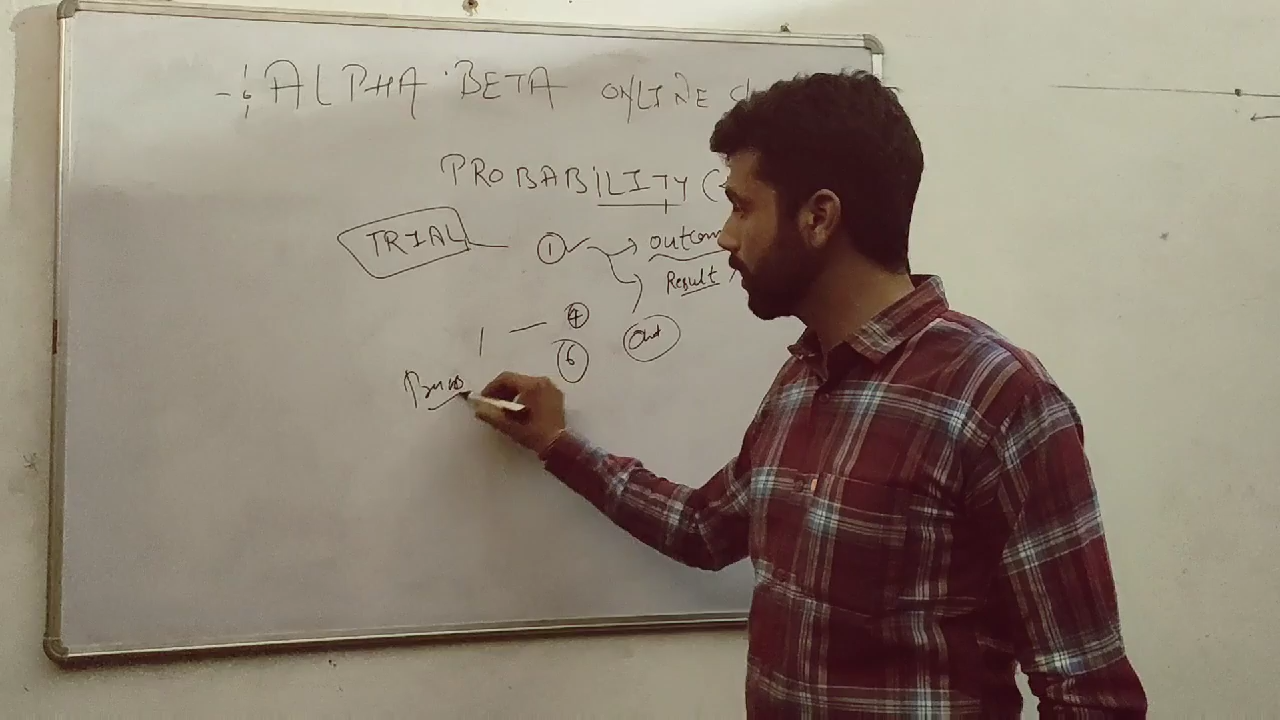 -: ALPHA BETA ONLINE
PROBABILITY (
TRIAL ① outcom
Result
1 — ④ Out
⑥